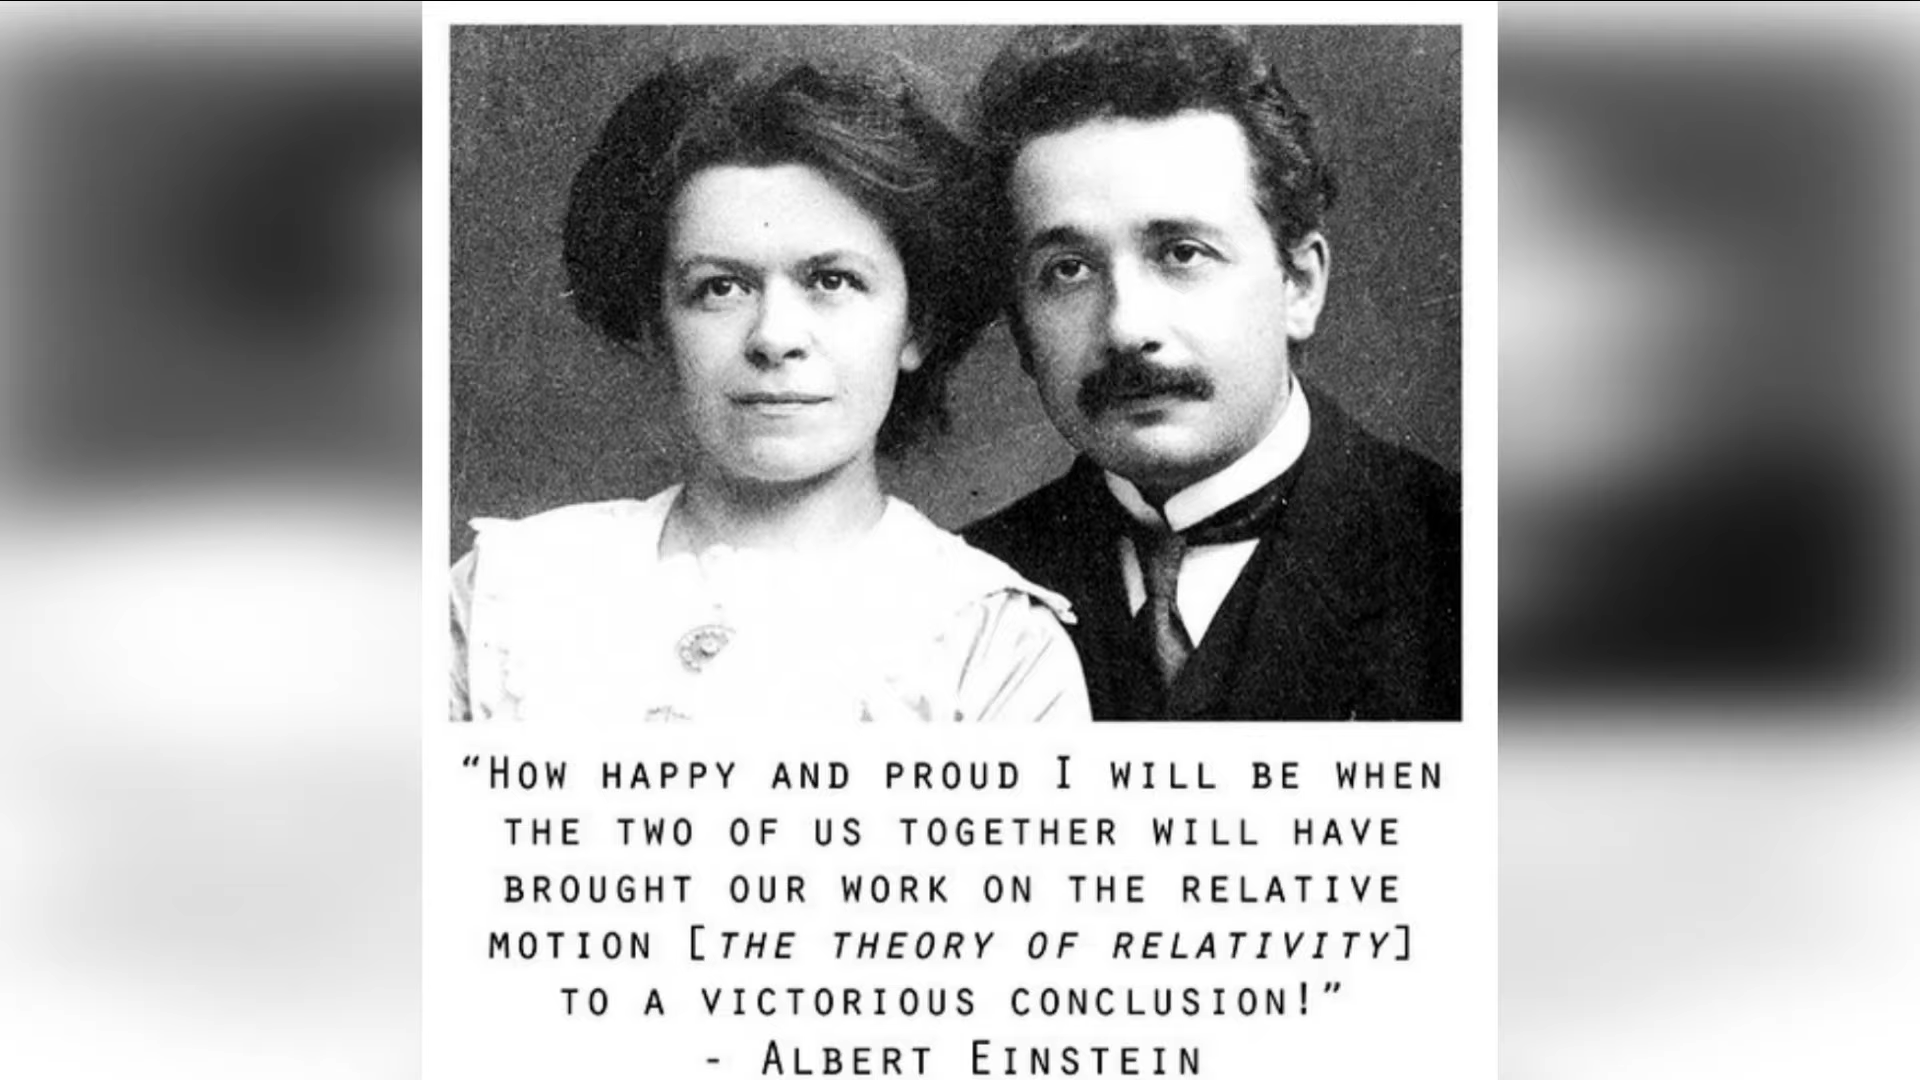 “HOW HAPPY AND PROUD I WILL BE WHEN
THE TWO OF US TOGETHER WILL HAVE
BROUGHT OUR WORK ON THE RELATIVE
MOTION [THE THEORY OF RELATIVITY]
TO A VICTORIOUS CONCLUSION!”
- ALBERT EINSTEIN